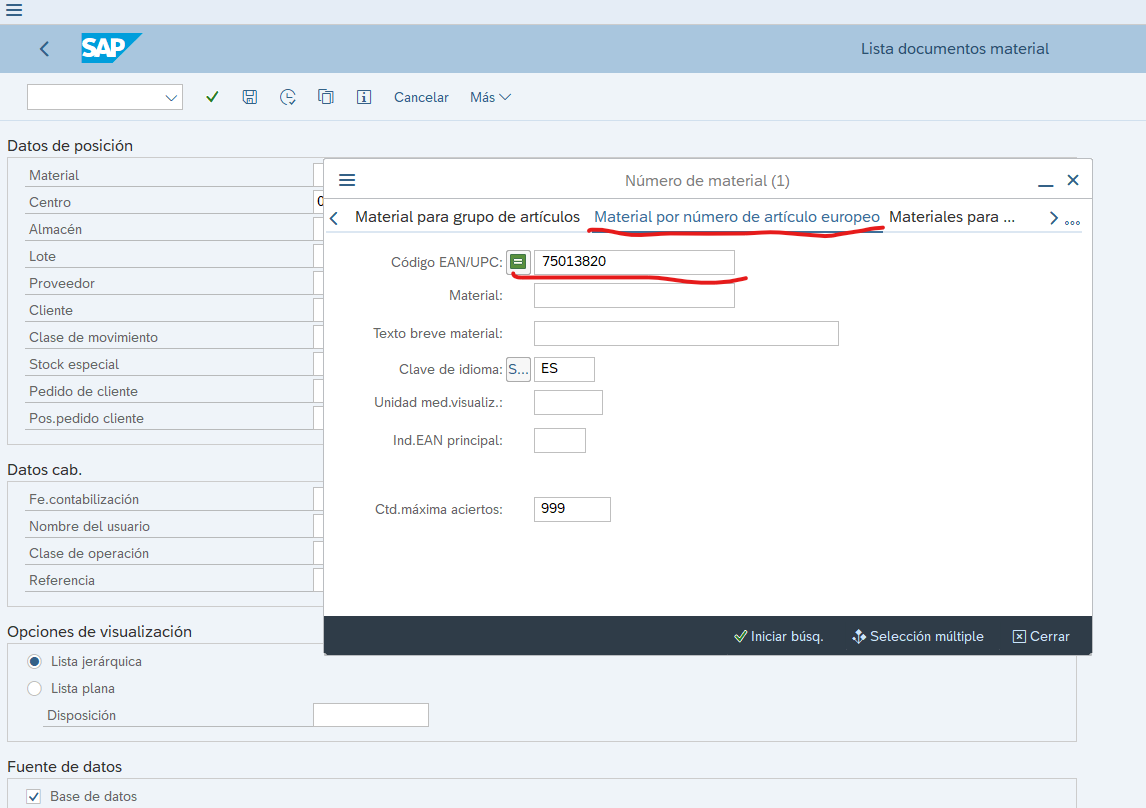 SAP
Lista documentos material
Cancelar Más
Datos de posición
Material
Centro 0
Almacén
Lote
Proveedor
Cliente
Clase de movimiento
Stock especial
Pedido de cliente
Pos.pedido cliente
Datos cab.
Fe.contabilización
Nombre del usuario
Clase de operación
Referencia
Opciones de visualización
Lista jerárquica
Lista plana
Disposición
Fuente de datos
Base de datos
Número de material (1)
Material para grupo de artículos Material por número de artículo europeo Materiales para ...
Código EAN/UPC: = 75013820
Material:
Texto breve material:
Clave de idioma: S... ES
Unidad med.visualiz.:
Ind.EAN principal:
Ctd.máxima aciertos: 999
Iniciar búsq. Selección múltiple Cerrar